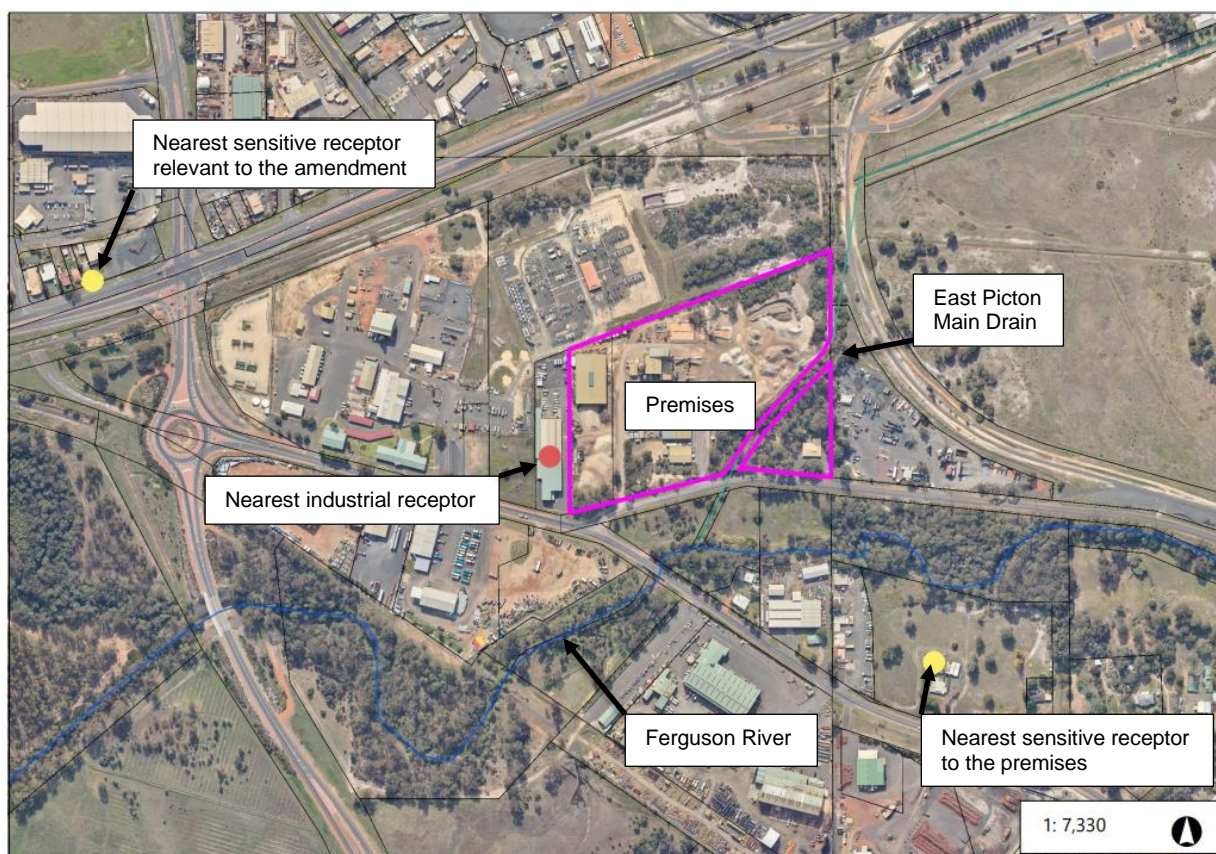 Nearest sensitive receptor
relevant to the amendment
East Picton
Main Drain
Premises
Nearest industrial receptor
Ferguson River
Nearest sensitive receptor
to the premises
1: 7,330